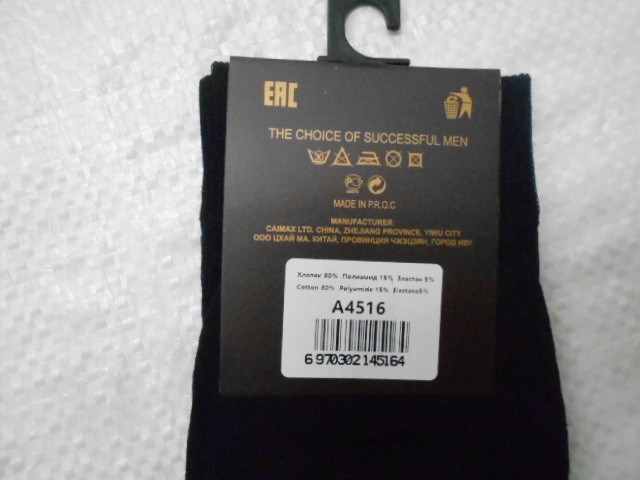 EAC
THE CHOICE OF SUCCESSFUL MEN
MADE IN P.R.O.C
MANUFACTURER:
CAIMAX LTD. CHINA, ZHEJIANG PROVINCE, YIWU CITY
ООО ЦХАЙ МА. КИТАЙ, ПРОВИНЦИЯ ЧЖЭЦЗЯН, ГОРОД ИВУ
Хлопок 80% Полиамид 15% Эластан 5%
Cotton 80% Polyamide 15% Elastane5%
A4516
6 970302 145164